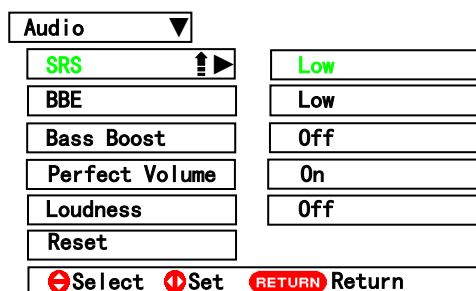 Audio
SRS Low
BBE Low
Bass Boost Off
Perfect Volume On
Loudness Off
Reset
Select Set RETURN Return